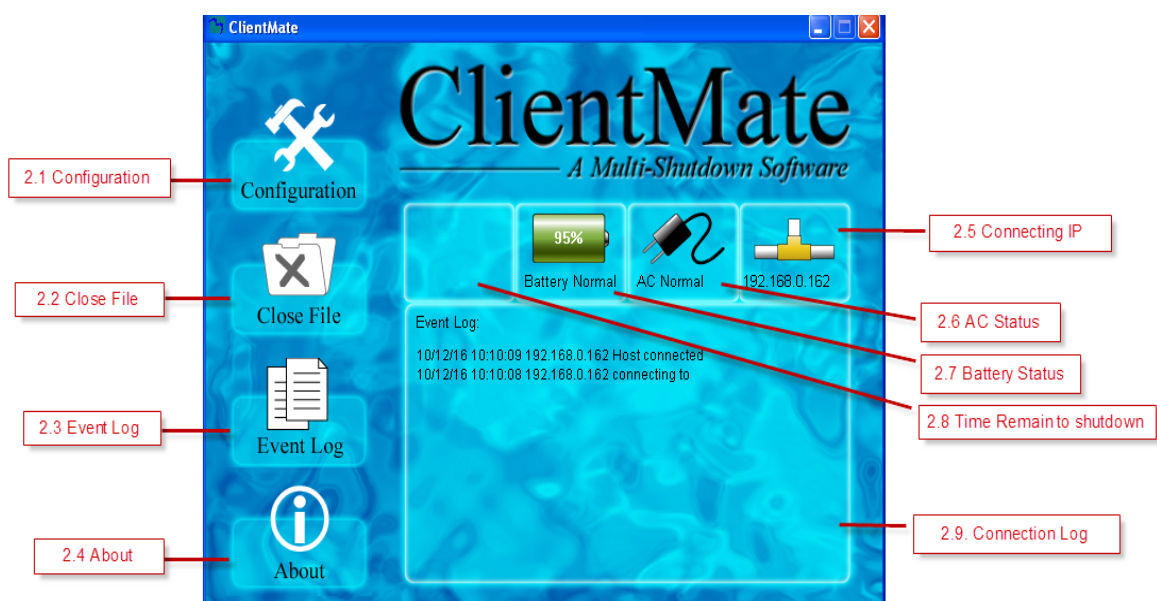 ClientMate
ClientMate
A Multi-Shutdown Software
2.1 Configuration
Configuration
2.2 Close File
Close File
2.3 Event Log
Event Log
2.4 About
About
95%
Battery Normal
AC Normal
192.168.0.162
Event Log:
10/12/16 10:10:09 192.168.0.162 Host connected
10/12/16 10:10:08 192.168.0.162 connecting to
2.5 Connecting IP
2.6 AC Status
2.7 Battery Status
2.8 Time Remain to shutdown
2.9. Connection Log